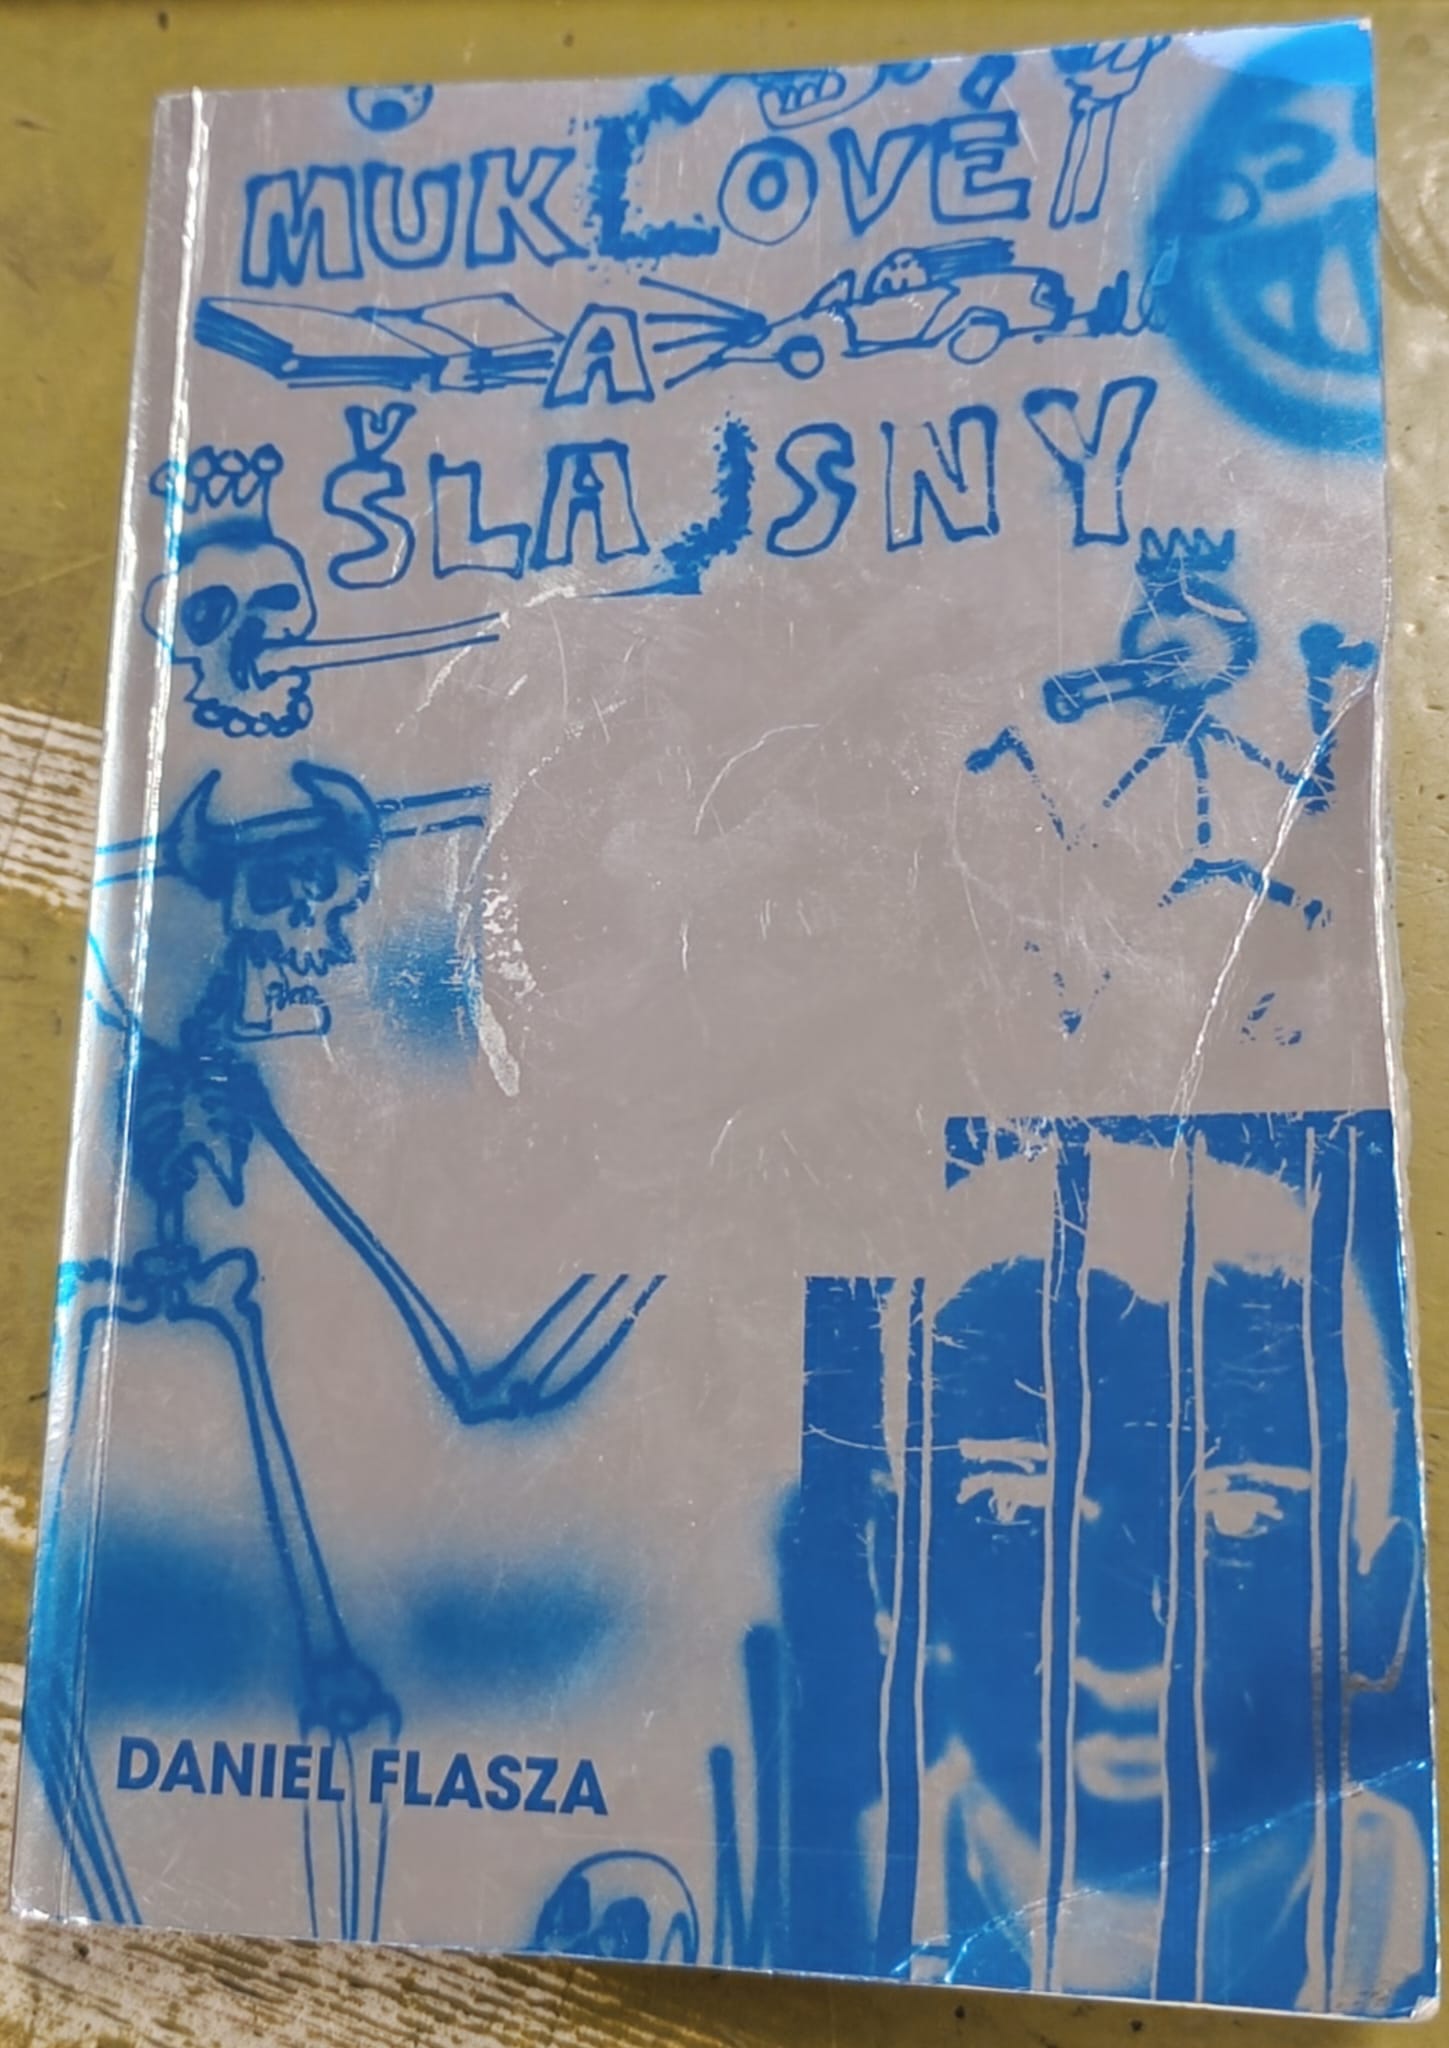 MUKLOVÉ
A
ŠLAJSNY
DANIEL FLASZA